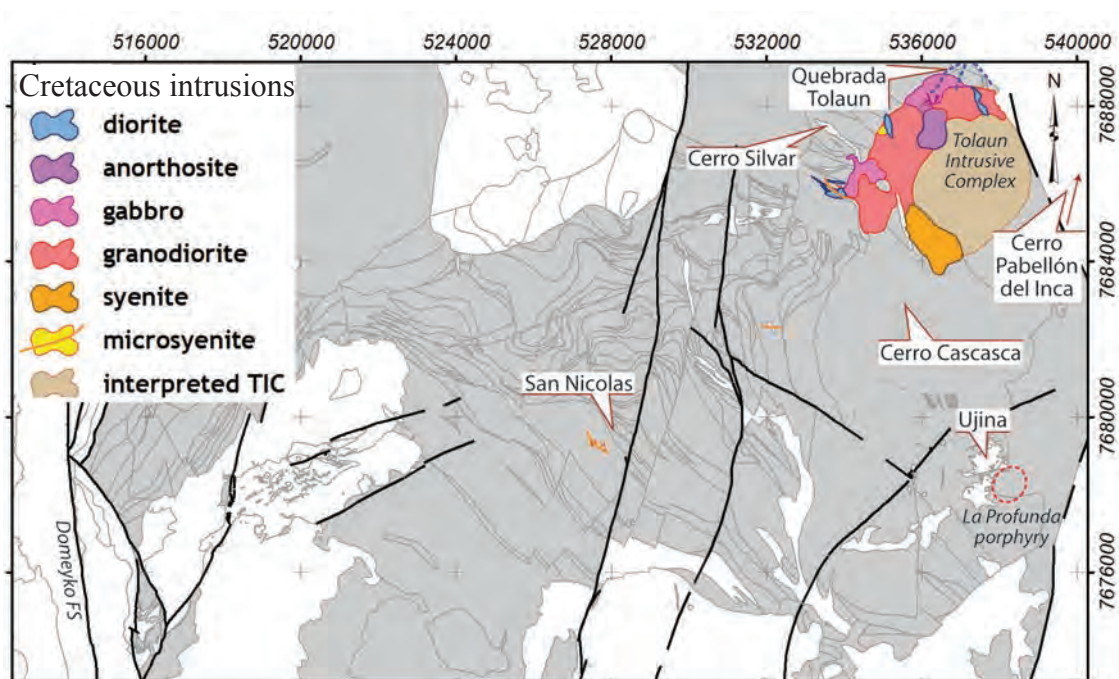 516000 520000 524000 528000 532000 536000 540000
Cretaceous intrusions
diorite
anorthosite
gabbro
granodiorite
syenite
microsyenite
interpreted TIC
Quebrada
Tolaun
N
7688000
Cerro Silvar
Tolaun
Intrusive
Complex
Cerro
Pabellón
del Inca
7684000
Cerro Cascasca
San Nicolas
7680000
Ujina
La Profunda
porphyry
Domeyko FS
7676000